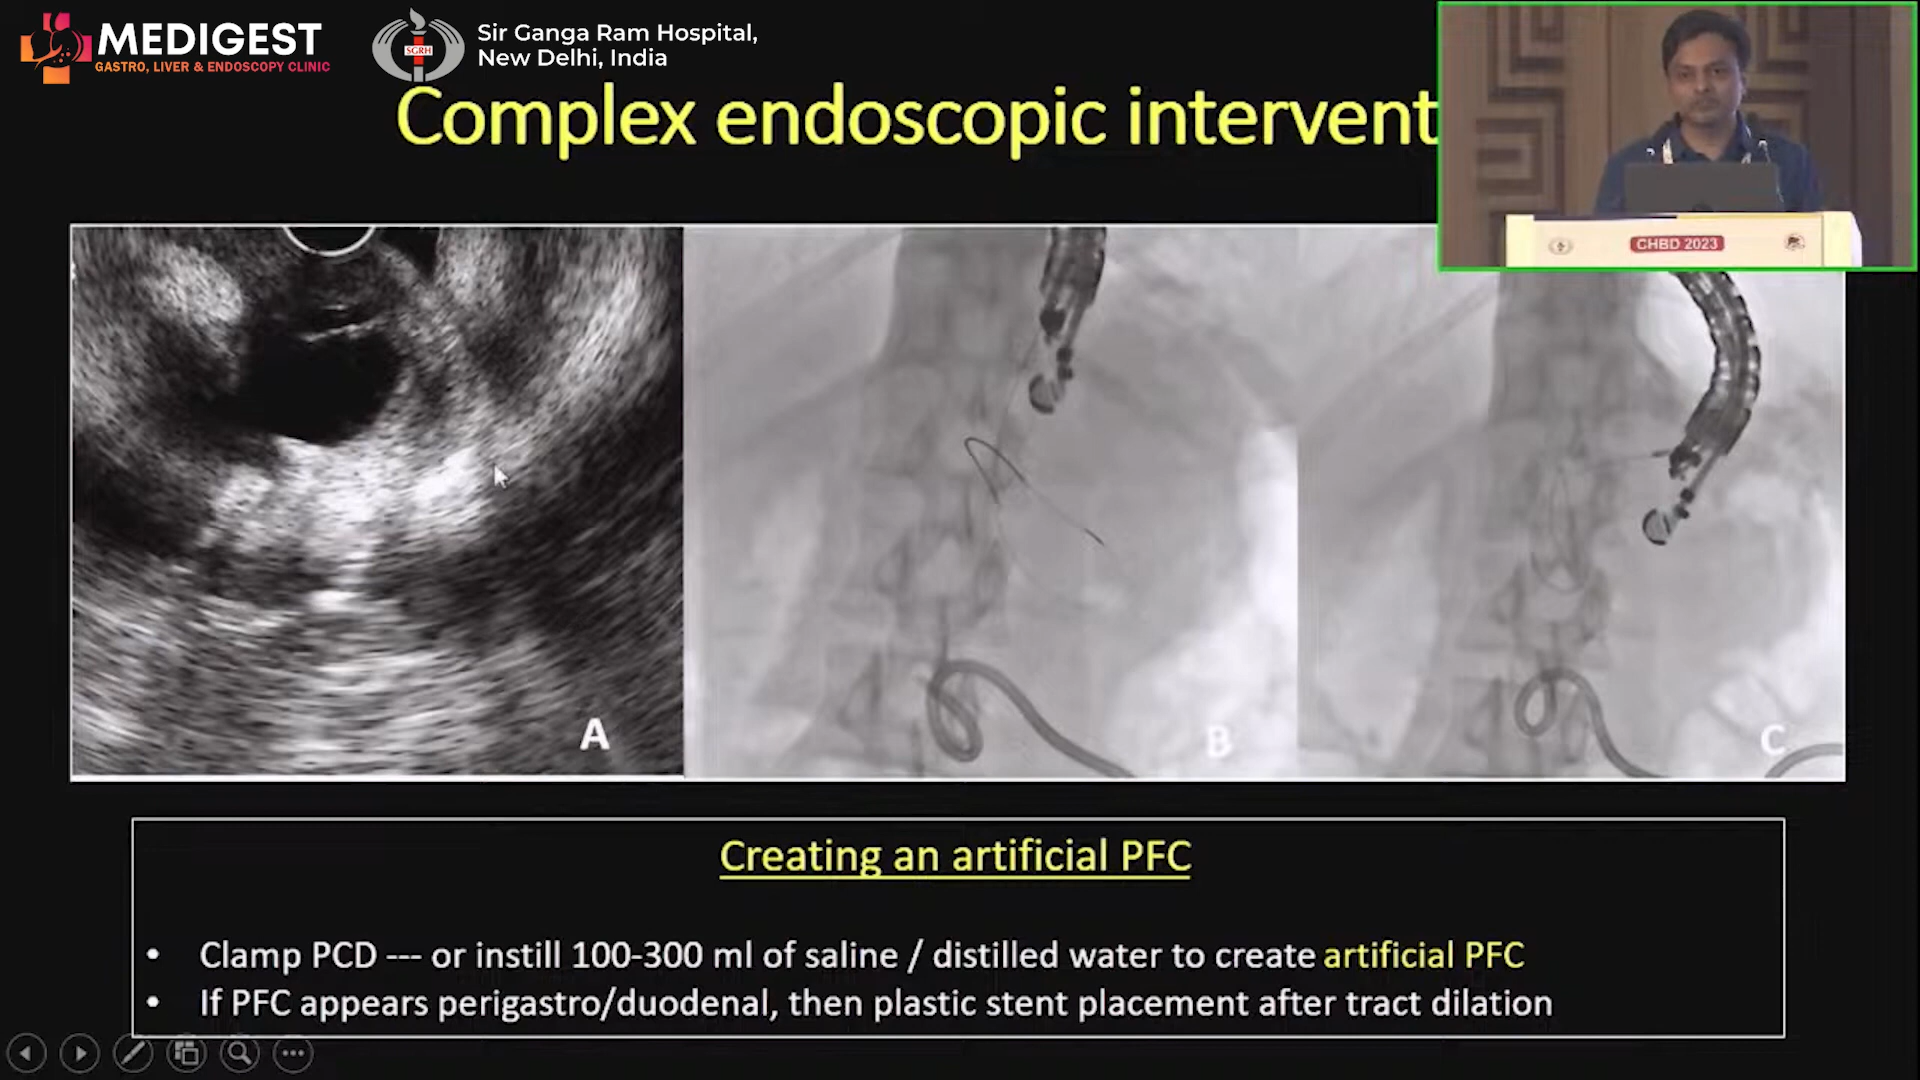 MEDIGEST
GASTRO, LIVER & ENDOSCOPY CLINIC
SGRH
Sir Ganga Ram Hospital,
New Delhi, India
Complex endoscopic intervent
CHBD 2023
A
B
C
Creating an artificial PFC
• Clamp PCD --- or instill 100-300 ml of saline / distilled water to create artificial PFC
• If PFC appears perigastro/duodenal, then plastic stent placement after tract dilation